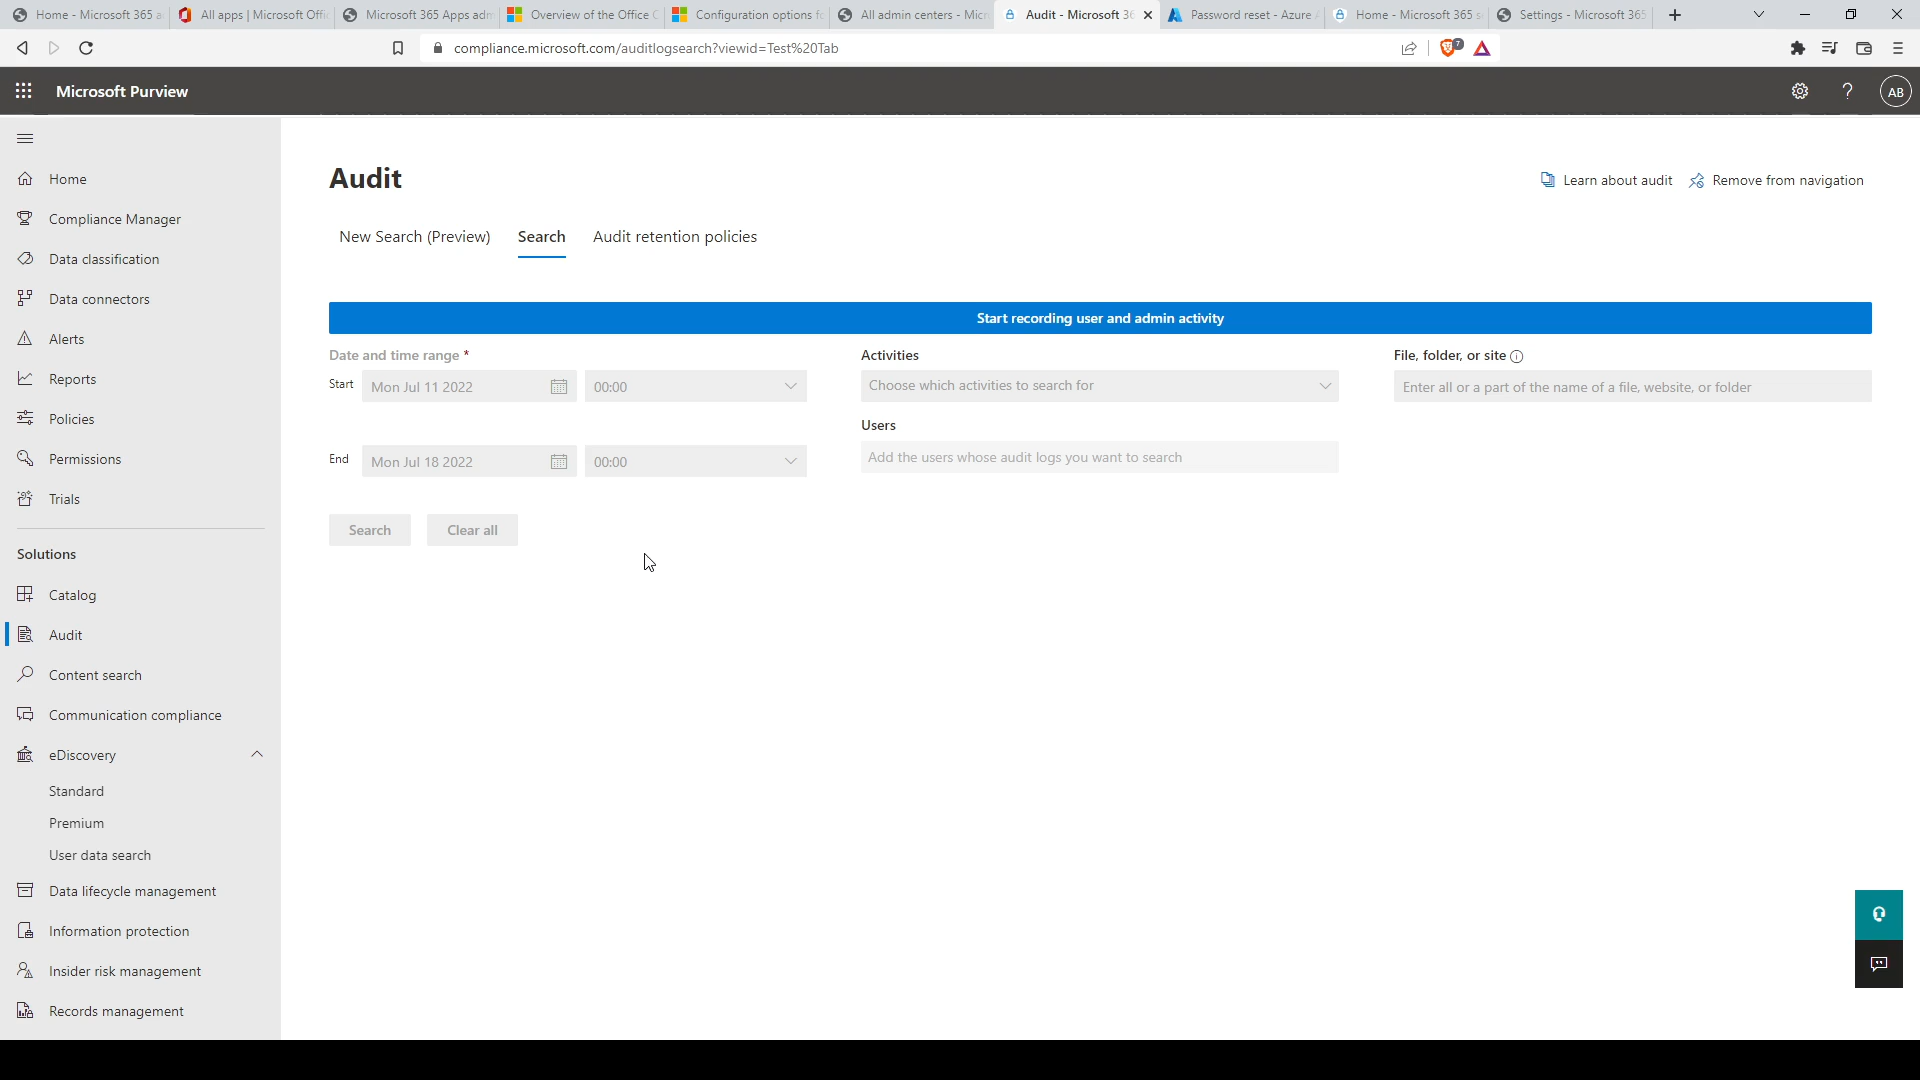 Home - Microsoft 365 a
All apps | Microsoft Offi
Microsoft 365 Apps adm
Overview of the Office C
Configuration options fo
All admin centers - Micr
Audit - Microsoft 36
Password reset - Azure A
Home - Microsoft 365 s
Settings - Microsoft 365
compliance.microsoft.com/auditlogsearch?viewid=Test%20Tab
7
Microsoft Purview
AB
Home
Compliance Manager
Data classification
Data connectors
Alerts
Reports
Policies
Permissions
Trials
Solutions
Catalog
Audit
Content search
Communication compliance
eDiscovery
Standard
Premium
User data search
Data lifecycle management
Information protection
Insider risk management
Records management
Audit
Learn about audit
Remove from navigation
New Search (Preview)
Search
Audit retention policies
Start recording user and admin activity
Date and time range *
Start
Mon Jul 11 2022
00:00
End
Mon Jul 18 2022
00:00
Activities
Choose which activities to search for
Users
Add the users whose audit logs you want to search
File, folder, or site
Enter all or a part of the name of a file, website, or folder
Search
Clear all